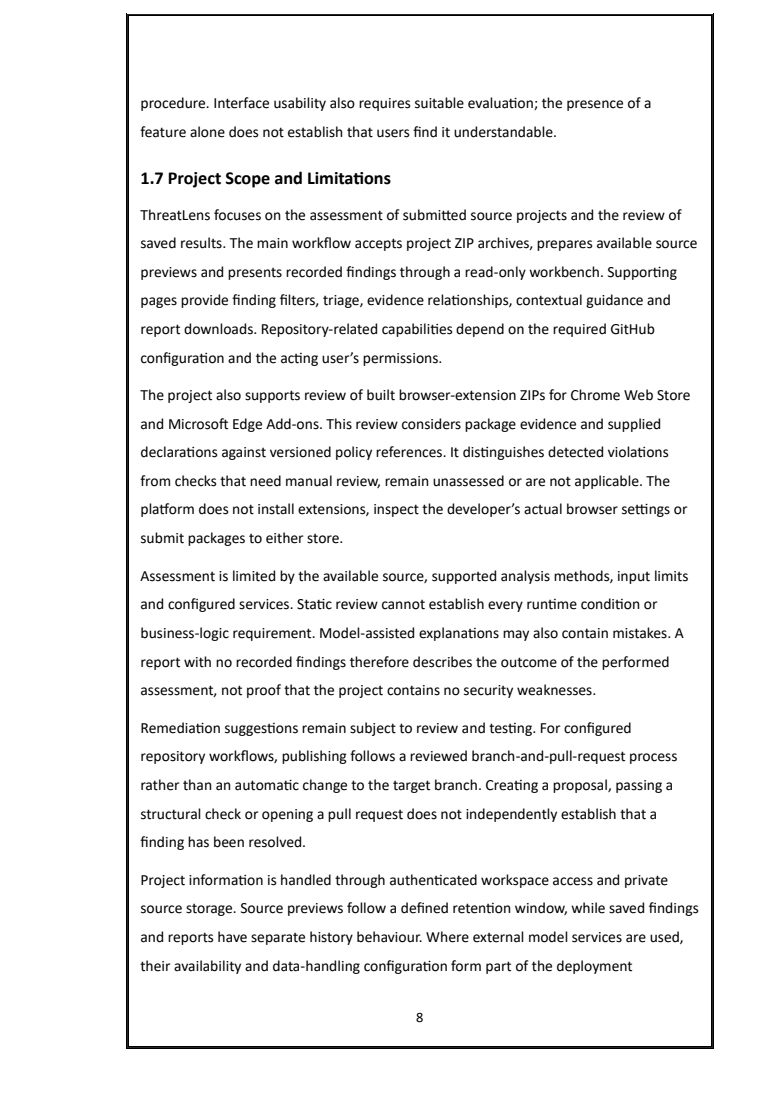 procedure. Interface usability also requires suitable evaluation; the presence of a
feature alone does not establish that users find it understandable.
1.7 Project Scope and Limitations
ThreatLens focuses on the assessment of submitted source projects and the review of
saved results. The main workflow accepts project ZIP archives, prepares available source
previews and presents recorded findings through a read-only workbench. Supporting
pages provide finding filters, triage, evidence relationships, contextual guidance and
report downloads. Repository-related capabilities depend on the required GitHub
configuration and the acting user’s permissions.
The project also supports review of built browser-extension ZIPs for Chrome Web Store
and Microsoft Edge Add-ons. This review considers package evidence and supplied
declarations against versioned policy references. It distinguishes detected violations
from checks that need manual review, remain unassessed or are not applicable. The
platform does not install extensions, inspect the developer’s actual browser settings or
submit packages to either store.
Assessment is limited by the available source, supported analysis methods, input limits
and configured services. Static review cannot establish every runtime condition or
business-logic requirement. Model-assisted explanations may also contain mistakes. A
report with no recorded findings therefore describes the outcome of the performed
assessment, not proof that the project contains no security weaknesses.
Remediation suggestions remain subject to review and testing. For configured
repository workflows, publishing follows a reviewed branch-and-pull-request process
rather than an automatic change to the target branch. Creating a proposal, passing a
structural check or opening a pull request does not independently establish that a
finding has been resolved.
Project information is handled through authenticated workspace access and private
source storage. Source previews follow a defined retention window, while saved findings
and reports have separate history behaviour. Where external model services are used,
their availability and data-handling configuration form part of the deployment
8